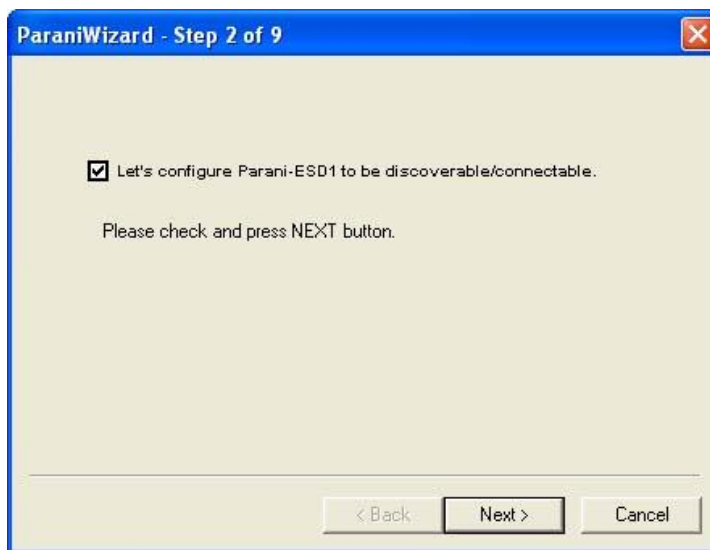 ParaniWizard - Step 2 of 9
Let's configure Parani-ESD1 to be discoverable/connectable.
Please check and press NEXT button.
< Back Next > Cancel